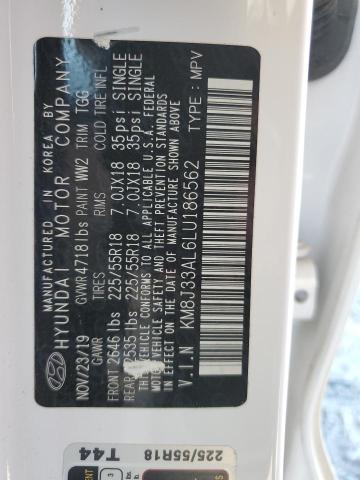 MANUFACTURED IN KOREA BY
HYUNDAI MOTOR COMPANY
NOV/23/19 GVWR 4718 lbs PAINT WW2 TRIM TGG
GAWR TIRES RIMS COLD TIRE INFL
FRONT 2646 lbs 225/55R18 7.0JX18 35psi SINGLE
REAR 2535 lbs 225/55R18 7.0JX18 35 psi SINGLE
THIS VEHICLE CONFORMS TO ALL APPLICABLE U.S.A. FEDERAL
MOTOR VEHICLE SAFETY AND THEFT PREVENTION STANDARDS
IN EFFECT ON THE DATE OF MANUFACTURE SHOWN ABOVE.
V.I.N KM8J33AL6LU186562 TYPE: MPV
225/55R18
T44